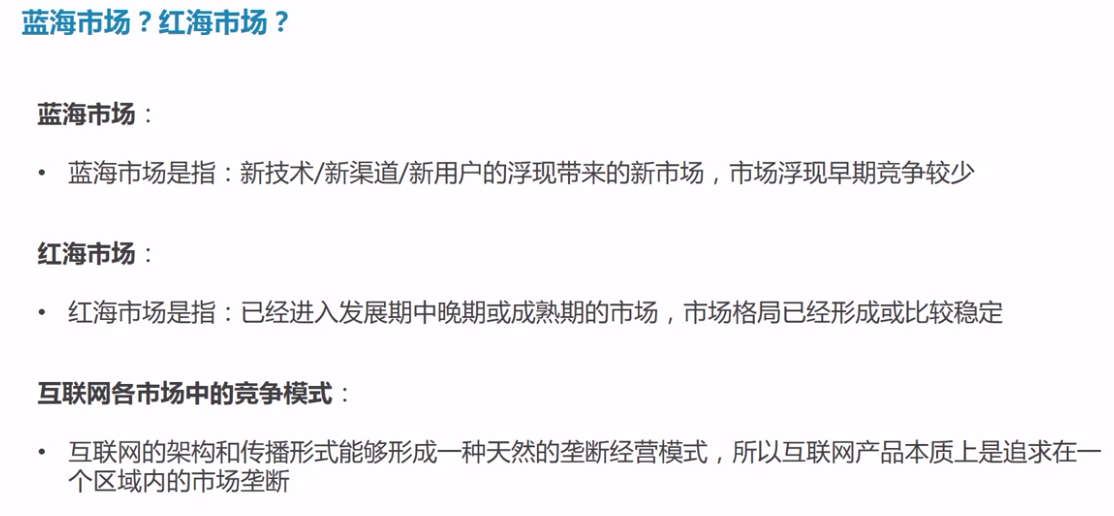 蓝海市场？红海市场？
蓝海市场：
• 蓝海市场是指：新技术/新渠道/新用户的浮现带来的新市场，市场浮现早期竞争较少
红海市场：
• 红海市场是指：已经进入发展期中晚期或成熟期的市场，市场格局已经形成或比较稳定
互联网各市场中的竞争模式：
• 互联网的架构和传播形式能够形成一种天然的垄断经营模式，所以互联网产品本质上是追求在一
个区域内的市场垄断